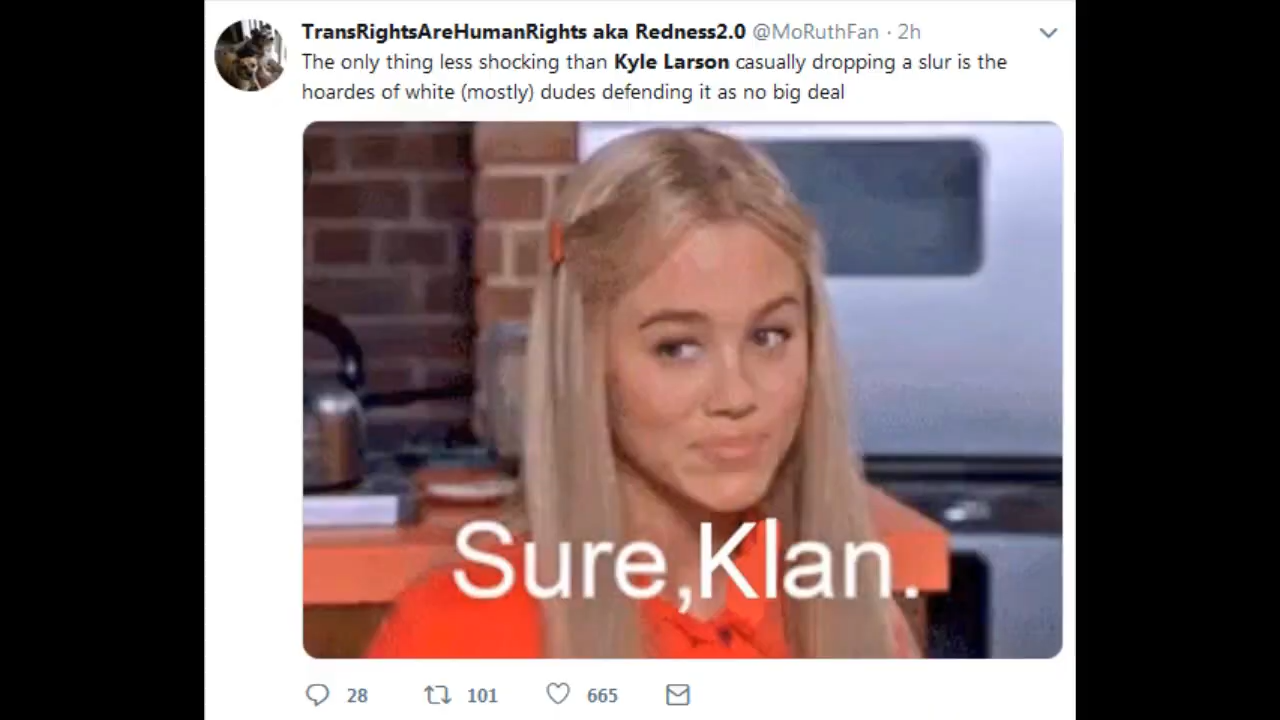 TransRightsAreHumanRights aka Redness2.0 @MoRuthFan · 2h
The only thing less shocking than Kyle Larson casually dropping a slur is the
hoardes of white (mostly) dudes defending it as no big deal
Sure,Klan.
28 101 665